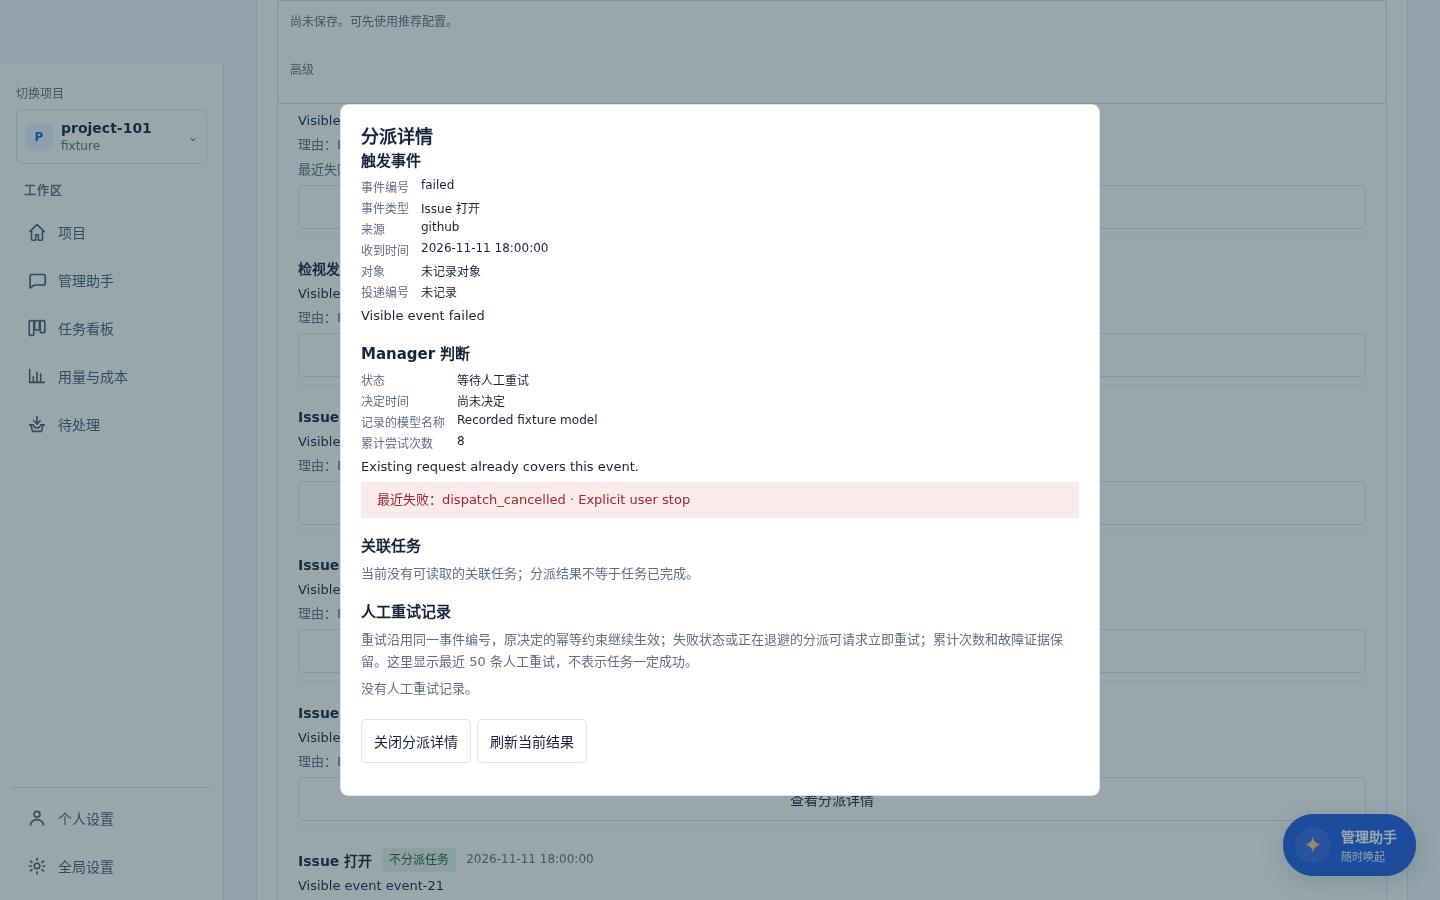 尚未保存。可先使用推荐配置。
高级
切换项目
P
project-101
fixture
工作区
项目
管理助手
任务看板
用量与成本
待处理
个人设置
全局设置
Visible
理由：
最近失
检视发
Visible
理由：
Issue
Visible
理由：
Issue
Visible
理由：
Issue
Visible
理由：
查看分派详情
Issue 打开 不分派任务 2026-11-11 18:00:00
Visible event event-21
分派详情
触发事件
事件编号 failed
事件类型 Issue 打开
来源 github
收到时间 2026-11-11 18:00:00
对象 未记录对象
投递编号 未记录
Visible event failed
Manager 判断
状态 等待人工重试
决定时间 尚未决定
记录的模型名称 Recorded fixture model
累计尝试次数 8
Existing request already covers this event.
最近失败：dispatch_cancelled · Explicit user stop
关联任务
当前没有可读取的关联任务；分派结果不等于任务已完成。
人工重试记录
重试沿用同一事件编号，原决定的幂等约束继续生效；失败状态或正在退避的分派可请求立即重试；累计次数和故障证据保
留。这里显示最近 50 条人工重试，不表示任务一定成功。
没有人工重试记录。
关闭分派详情 刷新当前结果
管理助手
随时唤起